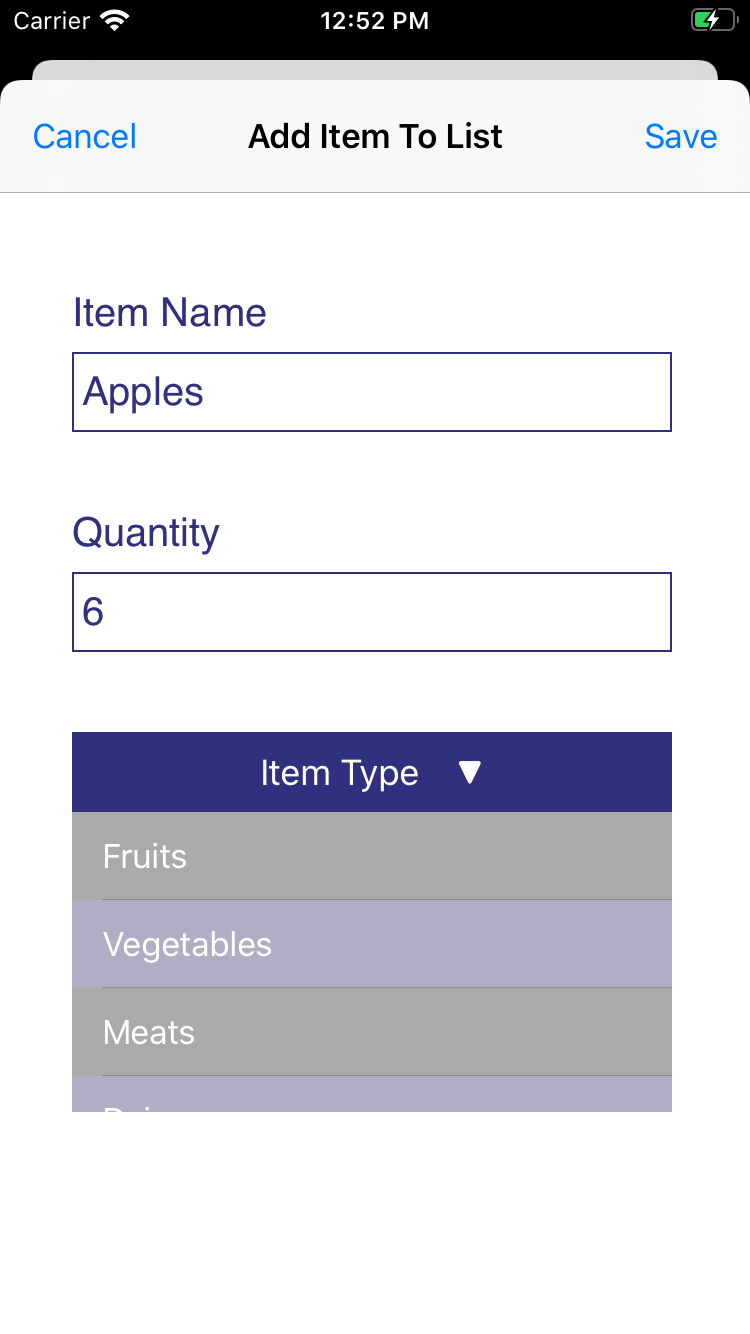 Carrier 12:52 PM
Cancel Add Item To List Save
Item Name
Apples
Quantity
6
Item Type ▼
Fruits
Vegetables
Meats